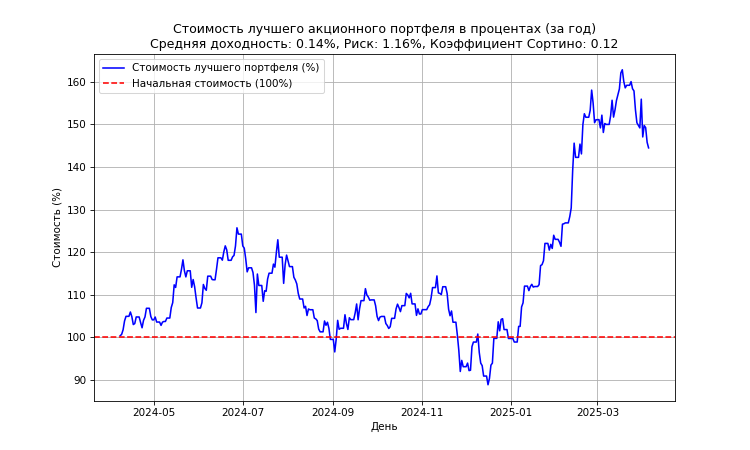 Стоимость лучшего акционного портфеля в процентах (за год)
Средняя доходность: 0.14%, Риск: 1.16%, Коэффициент Сортино: 0.12
Стоимость лучшего портфеля (%)
Начальная стоимость (100%)
Стоимость (%)
160
150
140
130
120
110
100
90
2024-05
2024-07
2024-09
2024-11
2025-01
2025-03
День